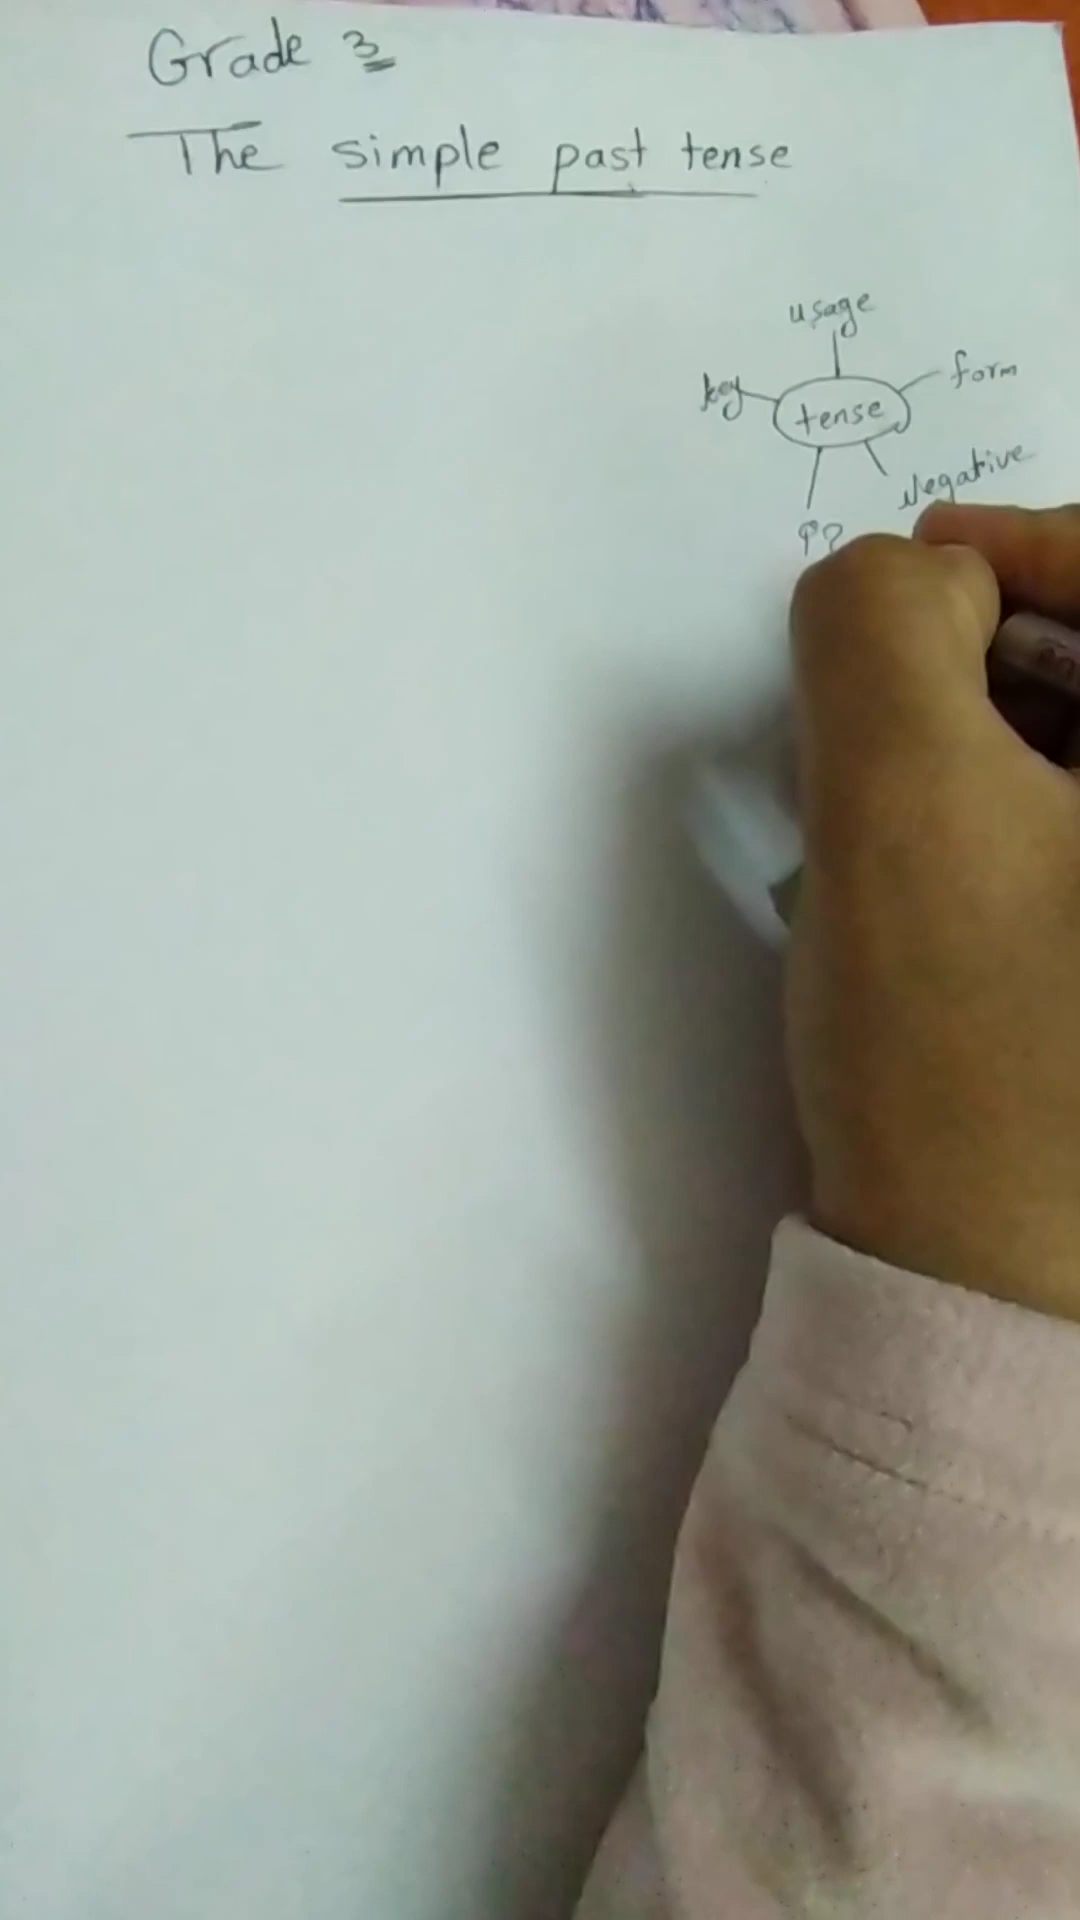 Grade 3
The simple past tense
usage
key
form
tense
Negative
??